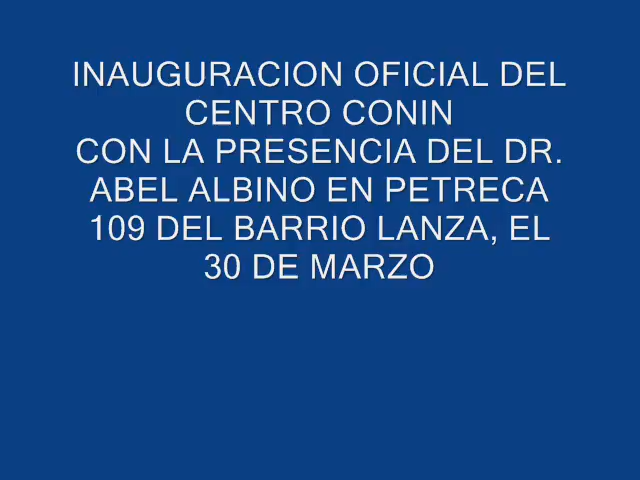 INAUGURACION OFICIAL DEL
CENTRO CONIN
CON LA PRESENCIA DEL DR.
ABEL ALBINO EN PETRECA
109 DEL BARRIO LANZA, EL
30 DE MARZO